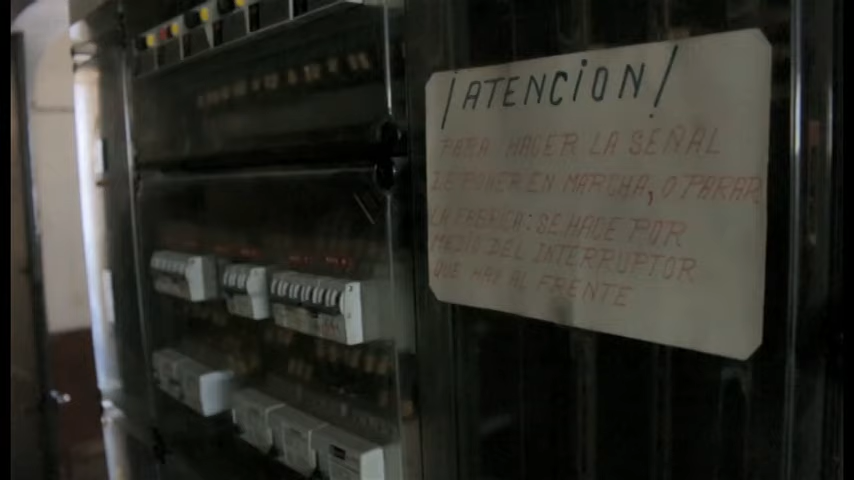 ¡ATENCION!
PARA HACER LA SEÑAL
DE PONER EN MARCHA, O PARAR
LA FABRICA: SE HACE POR
MEDIO DEL INTERRUPTOR
QUE HAY AL FRENTE